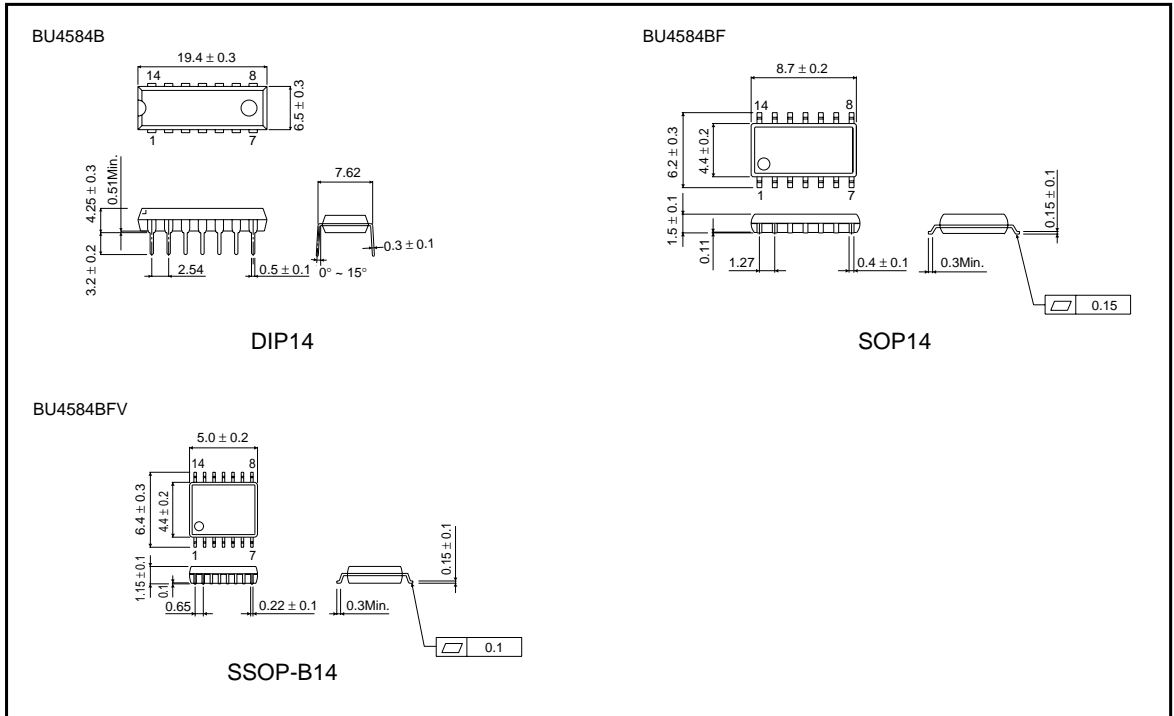 BU4584B
19.4 ± 0.3
14 8
6.5 ± 0.3
1 7
4.25 ± 0.3
0.51Min.
3.2 ± 0.2
2.54
0.5 ± 0.1
7.62
0.3 ± 0.1
0° ~ 15°
DIP14
BU4584BF
8.7 ± 0.2
14 8
6.2 ± 0.3
4.4 ± 0.2
1 7
1.5 ± 0.1
0.11
1.27
0.4 ± 0.1
0.3Min.
0.15 ± 0.1
0.15
SOP14
BU4584BFV
5.0 ± 0.2
14 8
6.4 ± 0.3
4.4 ± 0.2
1 7
1.15 ± 0.1
0.1
0.65
0.22 ± 0.1
0.3Min.
0.15 ± 0.1
0.1
SSOP-B14